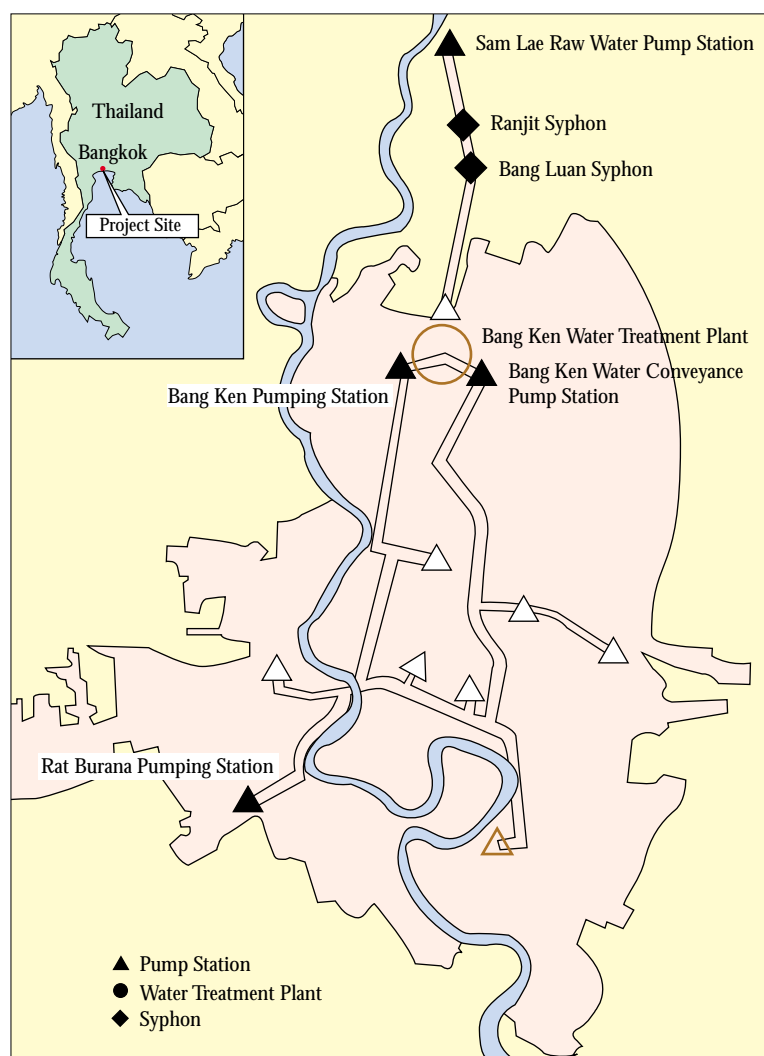 Sam Lae Raw Water Pump Station
Thailand
Ranjit Syphon
Bangkok
Bang Luan Syphon
Project Site
Bang Ken Water Treatment Plant
Bang Ken Water Conveyance
Pump Station
Bang Ken Pumping Station
Rat Burana Pumping Station
Pump Station
Water Treatment Plant
Syphon